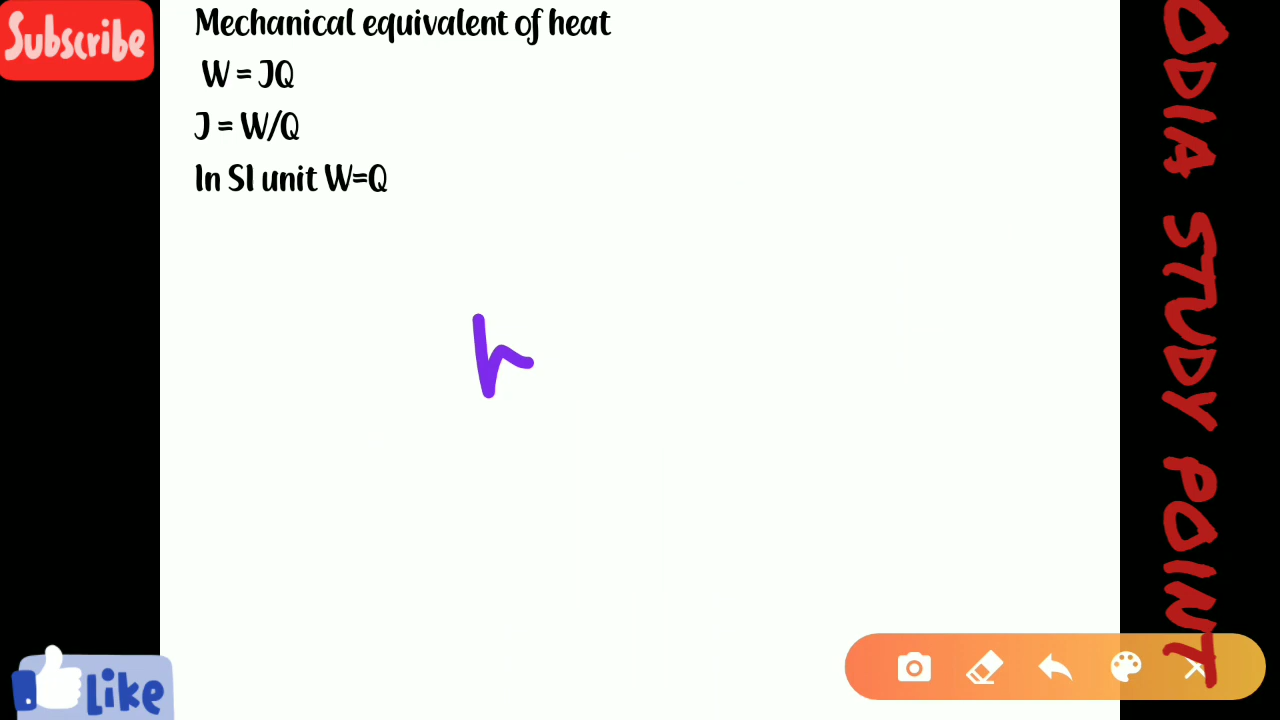 Subscribe
Mechanical equivalent of heat
W = JQ
J = W/Q
In SI unit W=Q
ODIA STUDY POINT
Like